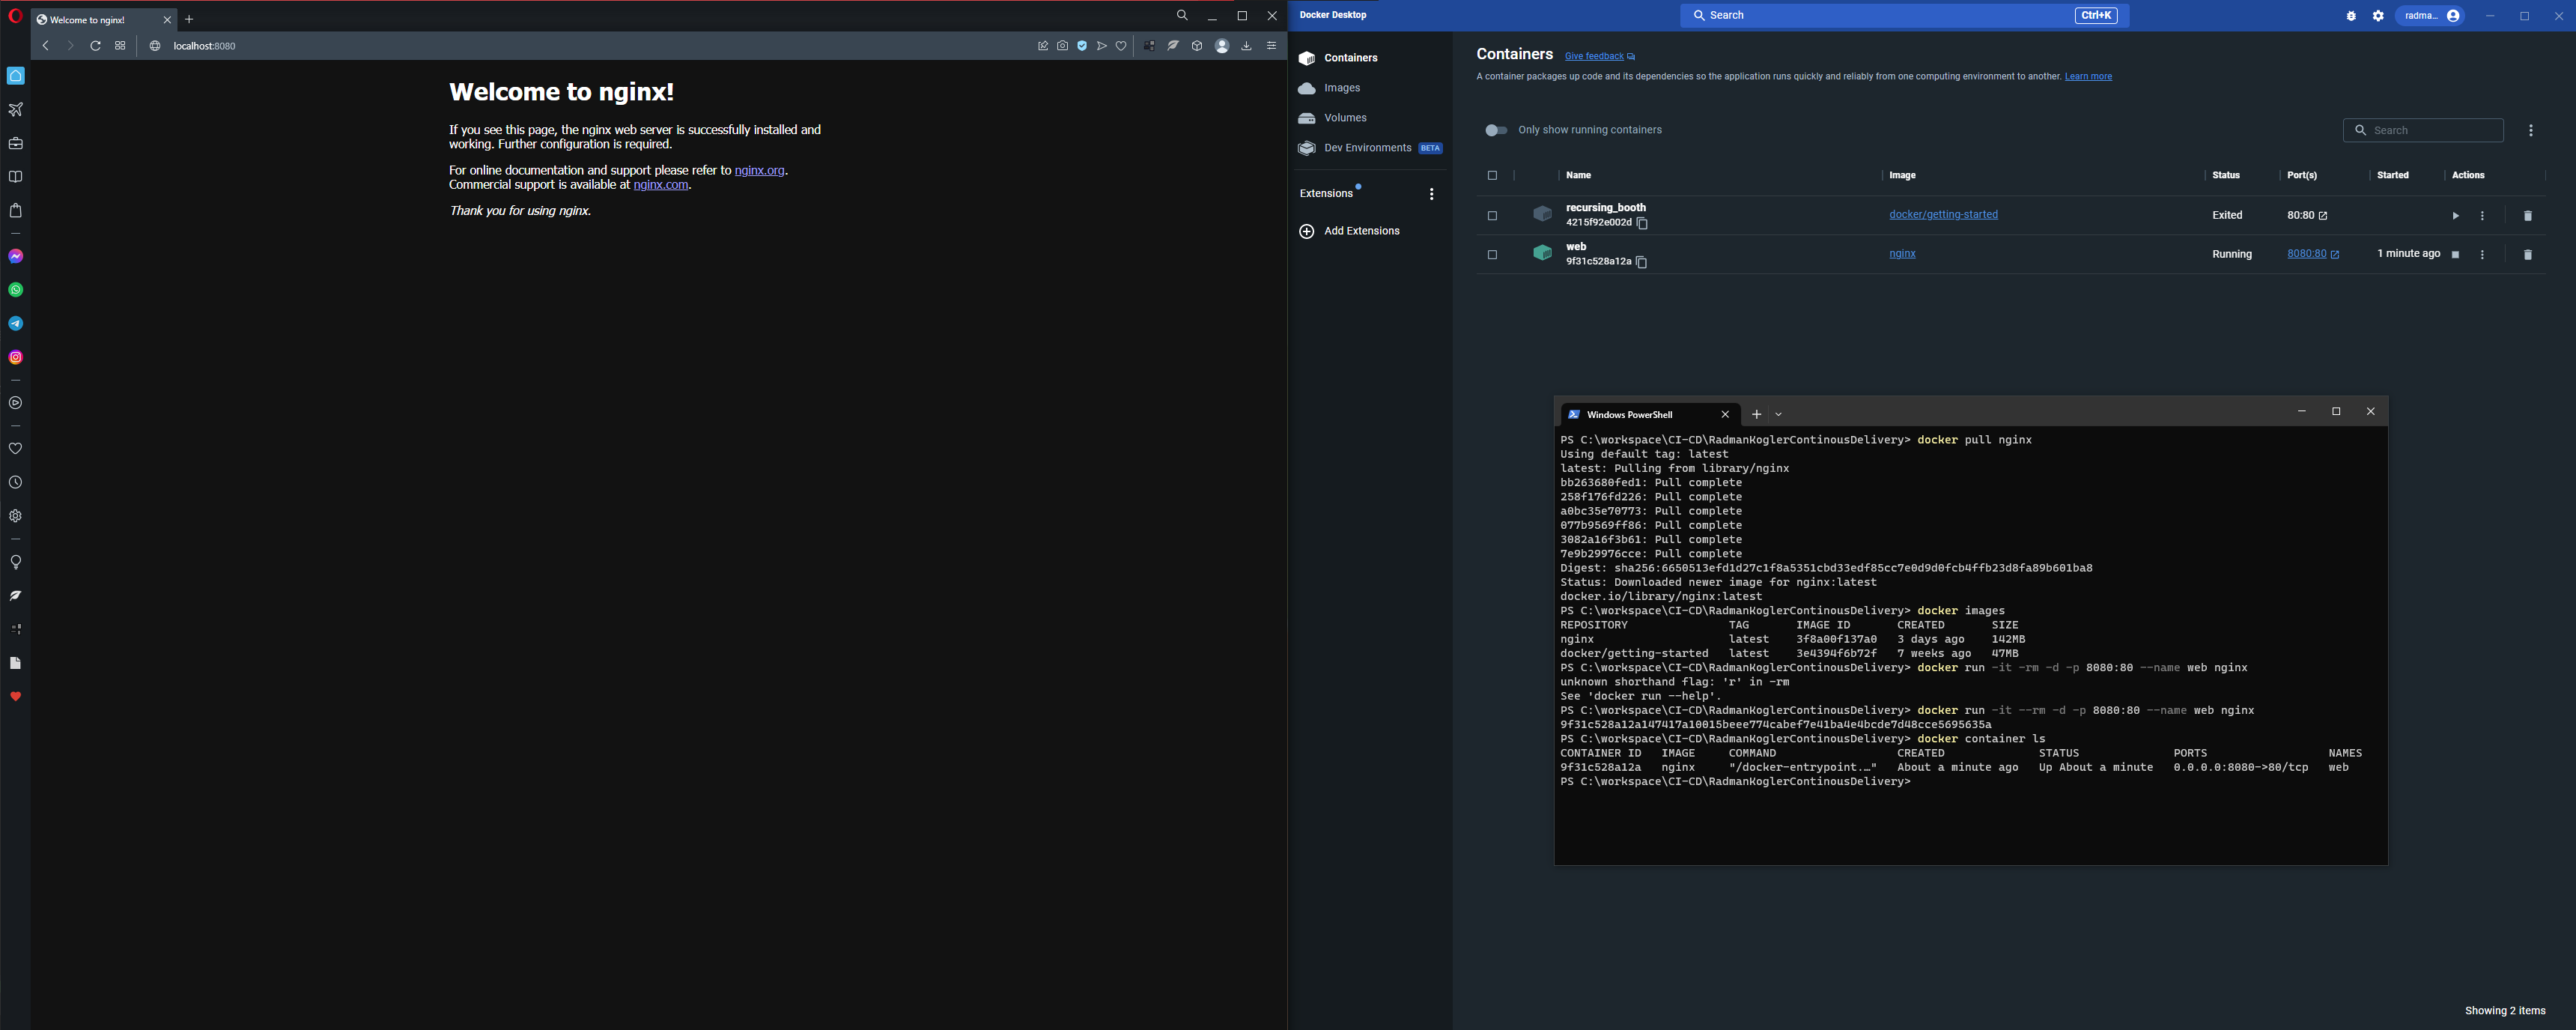 Welcome to nginx!
localhost:8080
Welcome to nginx!
If you see this page, the nginx web server is successfully installed and
working. Further configuration is required.
For online documentation and support please refer to nginx.org.
Commercial support is available at nginx.com.
Thank you for using nginx.
Docker Desktop
Search
Ctrl+K
radma...
Containers
Images
Volumes
Dev Environments BETA
Extensions
Add Extensions
Containers Give feedback
A container packages up code and its dependencies so the application runs quickly and reliably from one computing environment to another. Learn more
Only show running containers
Search
Name Image Status Port(s) Started Actions
recursing_booth
4215f92e002d
docker/getting-started Exited 80:80
web
9f31c528a12a
nginx Running 8080:80 1 minute ago
Windows PowerShell
PS C:\workspace\CI-CD\RadmanKoglerContinousDelivery> docker pull nginx
Using default tag: latest
latest: Pulling from library/nginx
bb263680fed1: Pull complete
258f176fd226: Pull complete
a0bc35e70773: Pull complete
077b9569ff86: Pull complete
3082a16f3b61: Pull complete
7e9b29976cce: Pull complete
Digest: sha256:6650513efd1d27c1f8a5351cbd33edf85cc7e0d9d0fcb4ffb23d8fa89b601ba8
Status: Downloaded newer image for nginx:latest
docker.io/library/nginx:latest
PS C:\workspace\CI-CD\RadmanKoglerContinousDelivery> docker images
REPOSITORY TAG IMAGE ID CREATED SIZE
nginx latest 3f8a00f137a0 3 days ago 142MB
docker/getting-started latest 3e4394f6b72f 7 weeks ago 47MB
PS C:\workspace\CI-CD\RadmanKoglerContinousDelivery> docker run -it -rm -d -p 8080:80 --name web nginx
unknown shorthand flag: 'r' in -rm
See 'docker run --help'.
PS C:\workspace\CI-CD\RadmanKoglerContinousDelivery> docker run -it --rm -d -p 8080:80 --name web nginx
9f31c528a12a147417a10015beee774cabef7e41ba4e4bcde7d48cce5695635a
PS C:\workspace\CI-CD\RadmanKoglerContinousDelivery> docker container ls
CONTAINER ID IMAGE COMMAND CREATED STATUS PORTS NAMES
9f31c528a12a nginx "/docker-entrypoint.…" About a minute ago Up About a minute 0.0.0.0:8080->80/tcp web
PS C:\workspace\CI-CD\RadmanKoglerContinousDelivery>
Showing 2 items